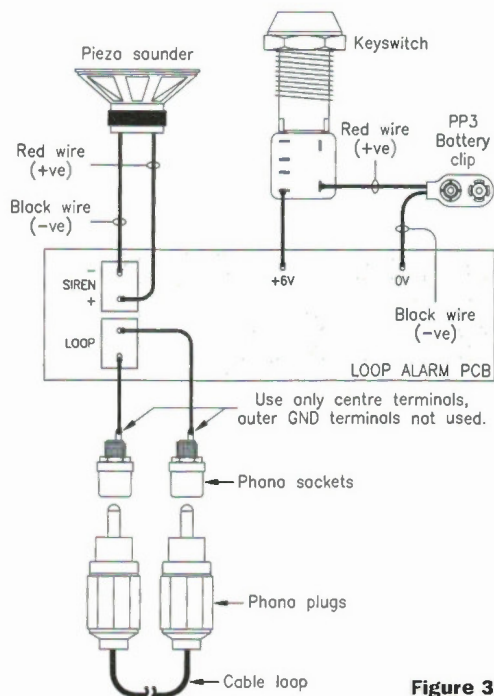 Piezo sounder
Keyswitch
PP3
Battery
clip
Red wire
(+ve)
Red wire
(+ve)
Black wire
(-ve)
-
SIREN
+
LOOP
+6V
0V
Black wire
(-ve)
LOOP ALARM PCB
Use only centre terminals,
outer GND terminals not used.
Phono sockets
Phono plugs
Cable loop
Figure 3